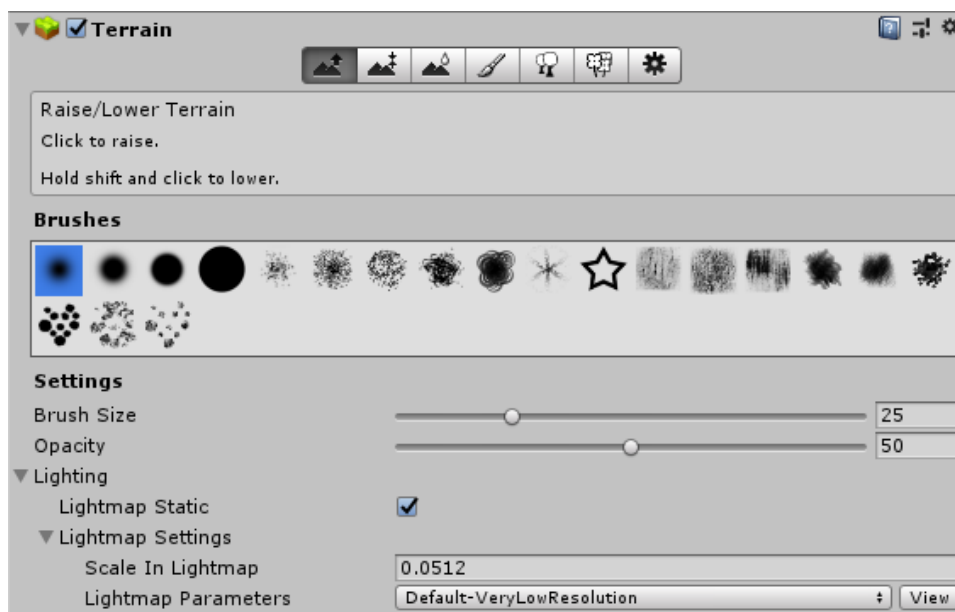 Terrain
Raise/Lower Terrain
Click to raise.
Hold shift and click to lower.
Brushes
Settings
Brush Size 25
Opacity 50
Lighting
Lightmap Static
Lightmap Settings
Scale In Lightmap 0.0512
Lightmap Parameters Default-VeryLowResolution View